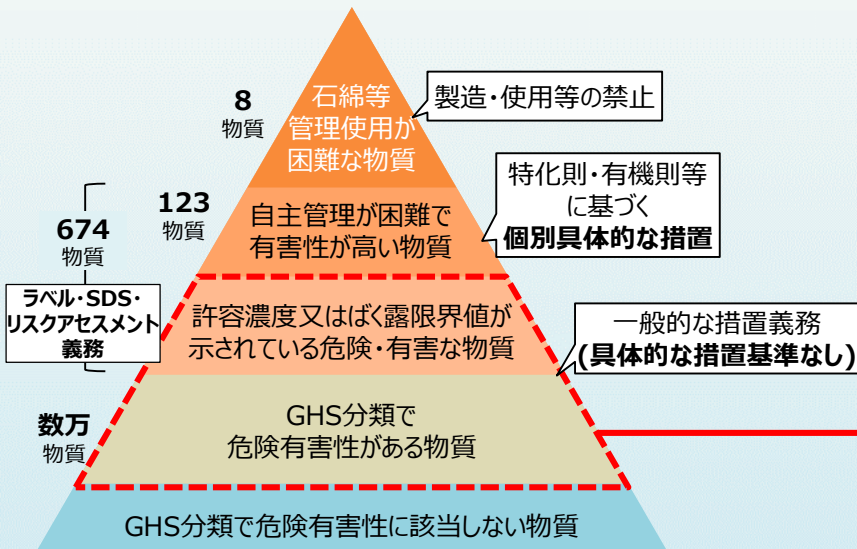 8
物質
石綿等
管理使用が
困難な物質
製造・使用等の禁止
123
物質
自主管理が困難で
有害性が高い物質
特化則・有機則等
に基づく
個別具体的な措置
674
物質
ラベル・SDS・
リスクアセスメント
義務
許容濃度又はばく露限界値が
示されている危険・有害な物質
一般的な措置義務
(具体的な措置基準なし)
数万
物質
GHS分類で
危険有害性がある物質
GHS分類で危険有害性に該当しない物質